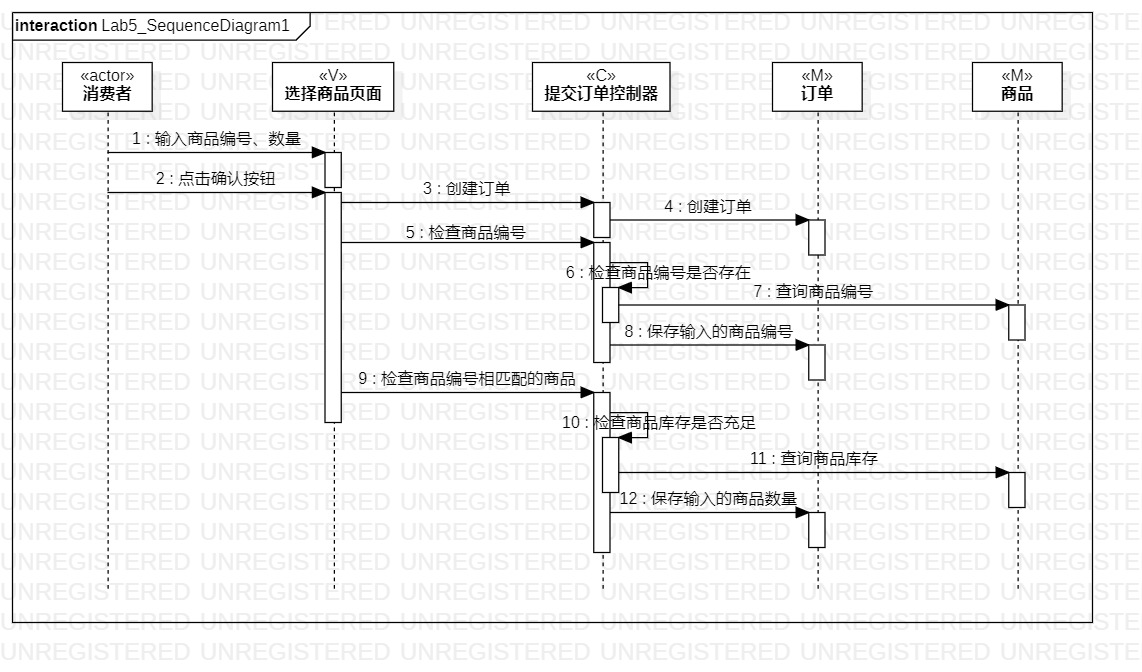 interaction Lab5_SequenceDiagram1
«actor»
消费者
«V»
选择商品页面
«C»
提交订单控制器
«M»
订单
«M»
商品
1 : 输入商品编号、数量
2 : 点击确认按钮
3 : 创建订单
4 : 创建订单
5 : 检查商品编号
6 : 检查商品编号是否存在
7 : 查询商品编号
8 : 保存输入的商品编号
9 : 检查商品编号相匹配的商品
10 : 检查商品库存是否充足
11 : 查询商品库存
12 : 保存输入的商品数量
UNREGISTERED